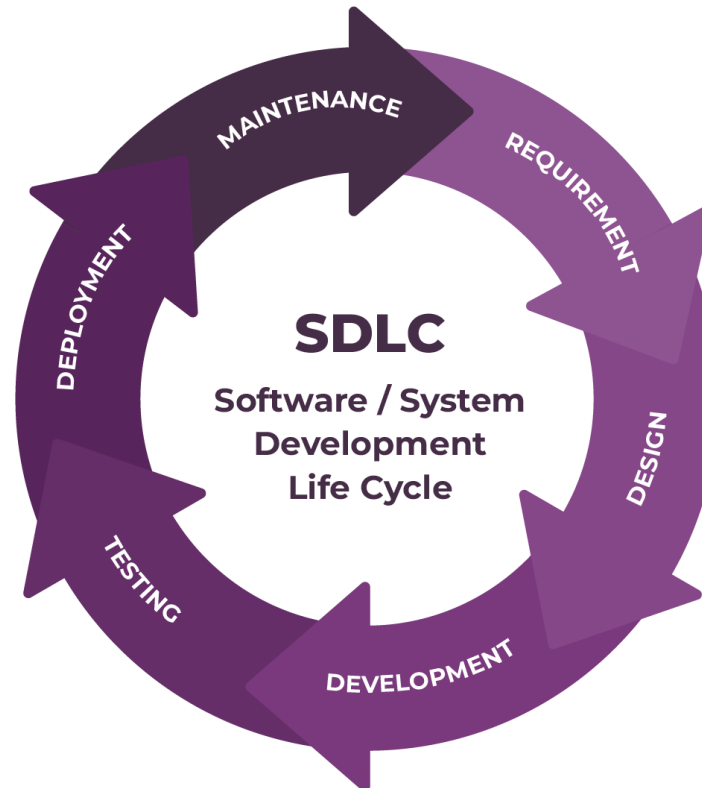 SDLC
Software / System
Development
Life Cycle
REQUIREMENT
DESIGN
DEVELOPMENT
TESTING
DEPLOYMENT
MAINTENANCE